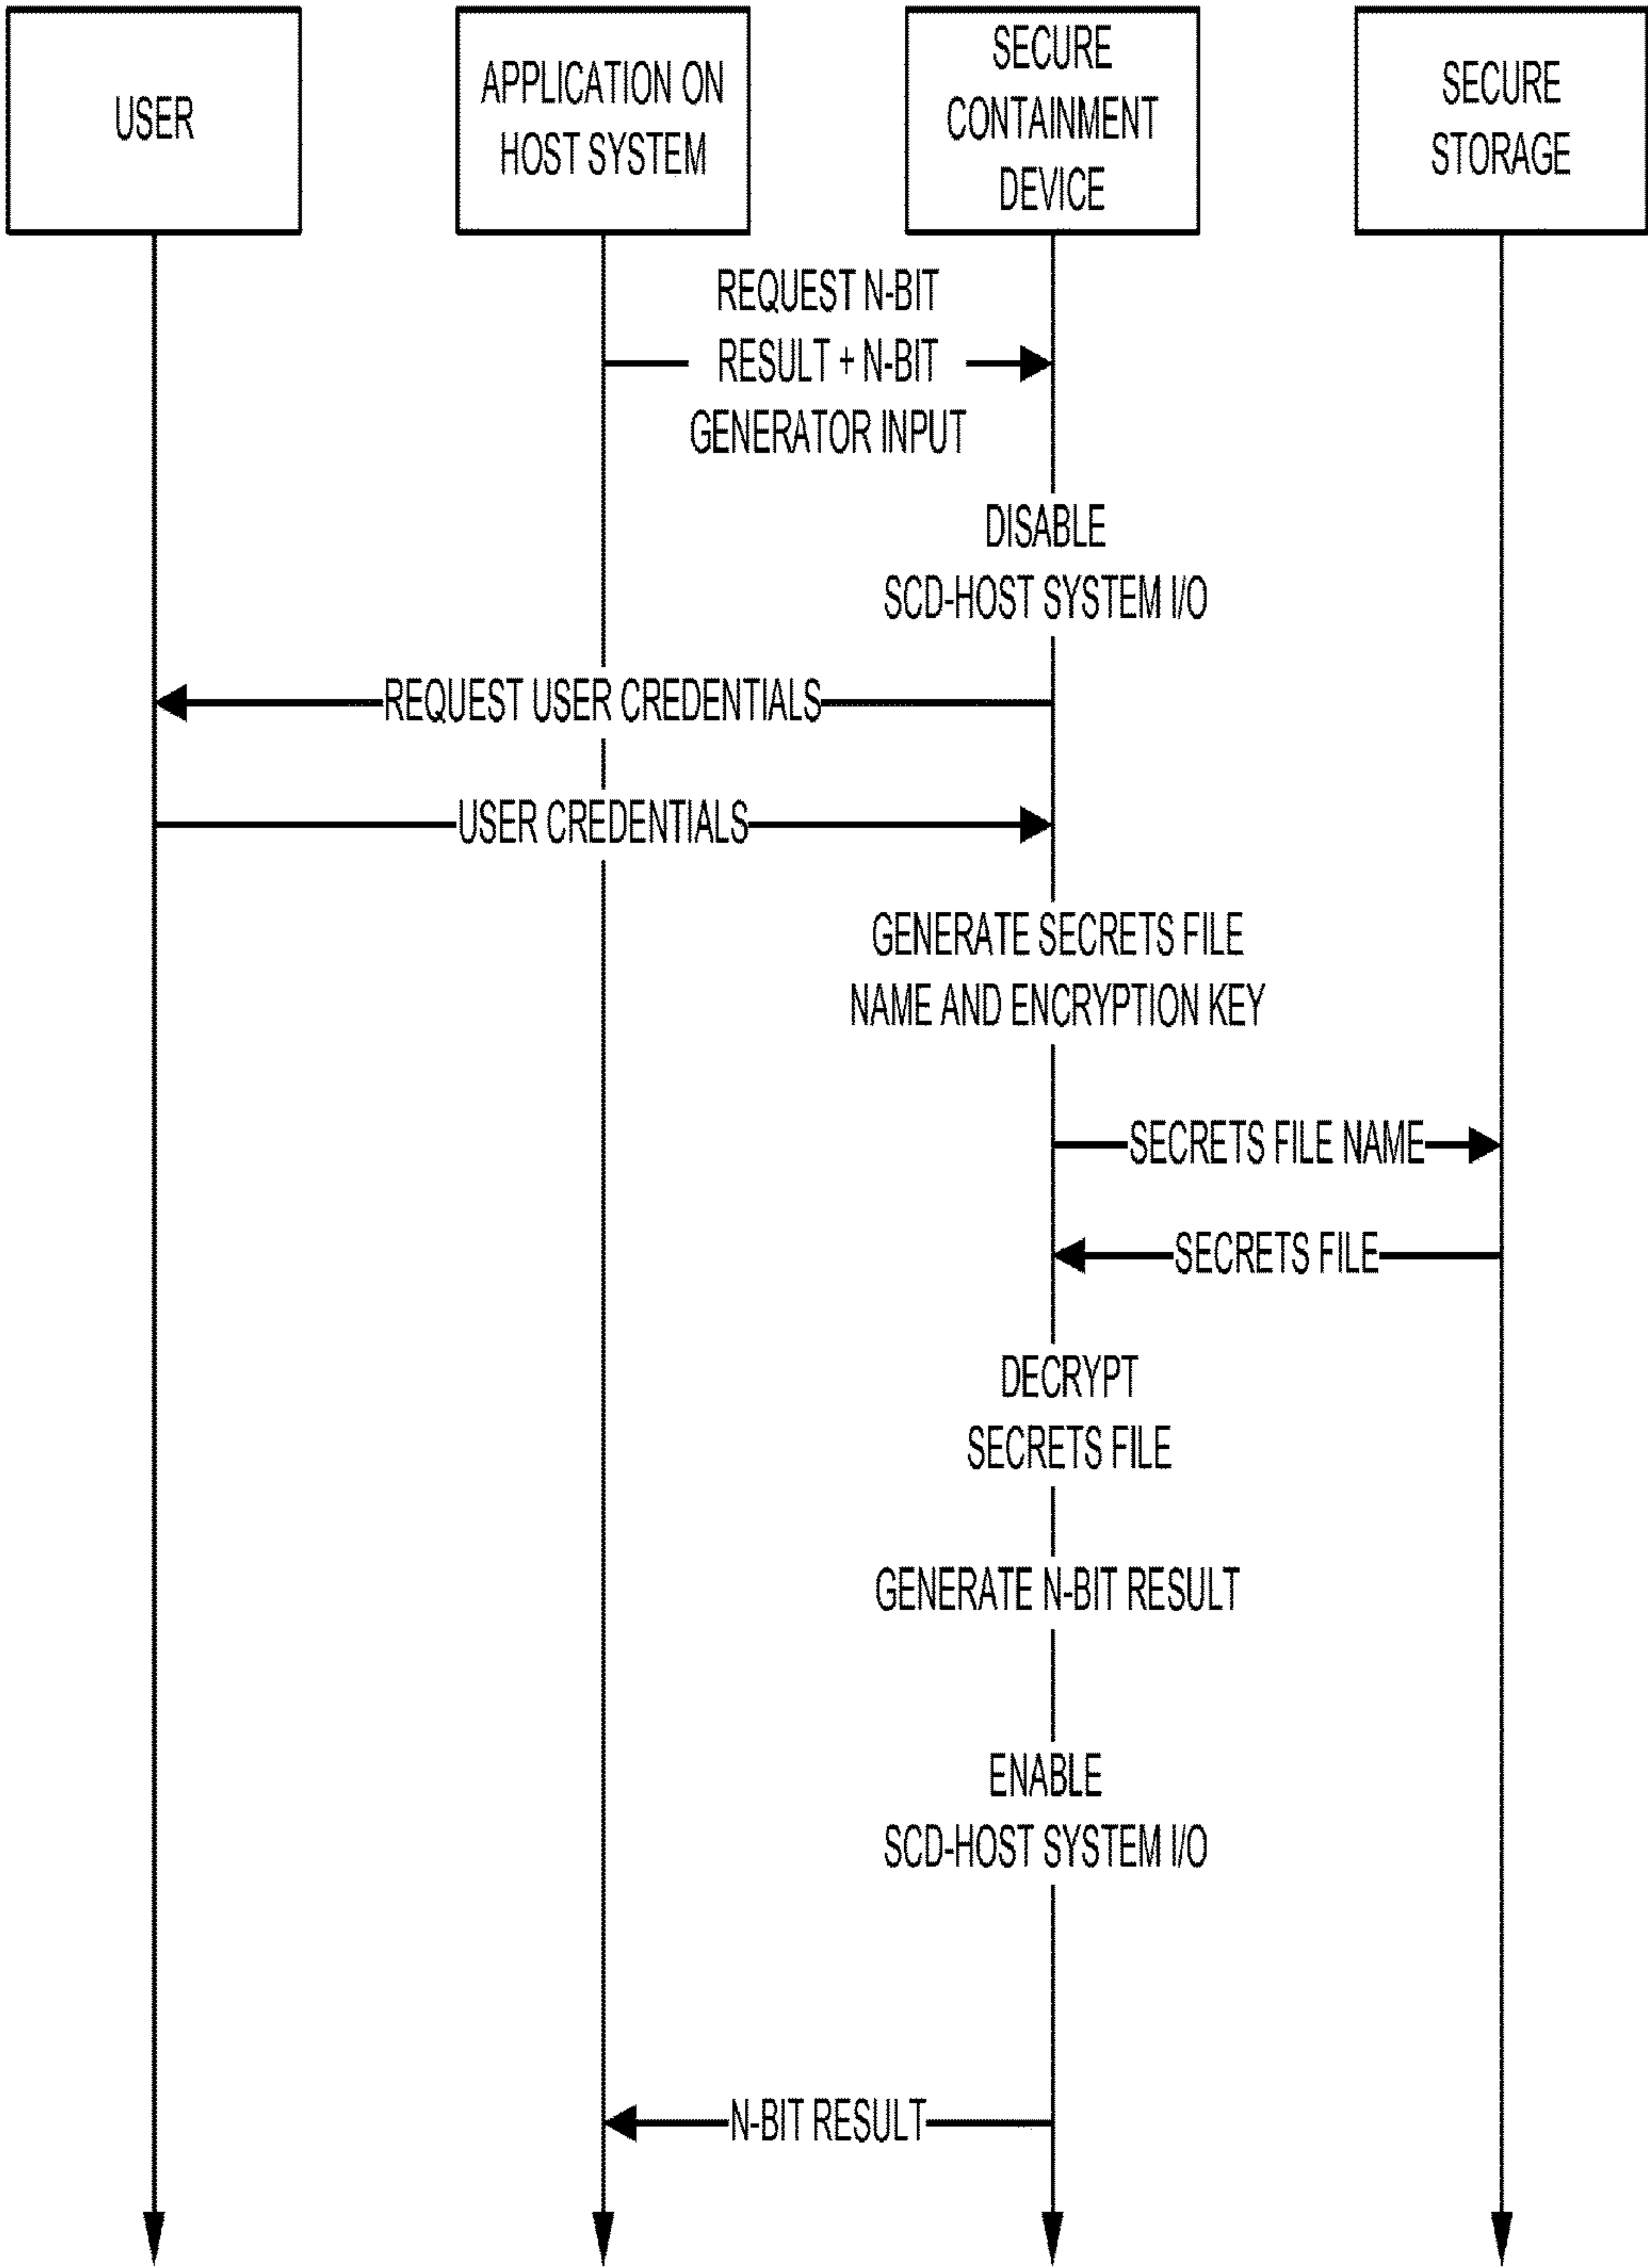 USER
APPLICATION ON
HOST SYSTEM
SECURE
CONTAINMENT
DEVICE
SECURE
STORAGE
REQUEST N-BIT
RESULT + N-BIT
GENERATOR INPUT
DISABLE
SCD-HOST SYSTEM I/O
REQUEST USER CREDENTIALS
USER CREDENTIALS
GENERATE SECRETS FILE
NAME AND ENCRYPTION KEY
SECRETS FILE NAME
SECRETS FILE
DECRYPT
SECRETS FILE
GENERATE N-BIT RESULT
ENABLE
SCD-HOST SYSTEM I/O
N-BIT RESULT